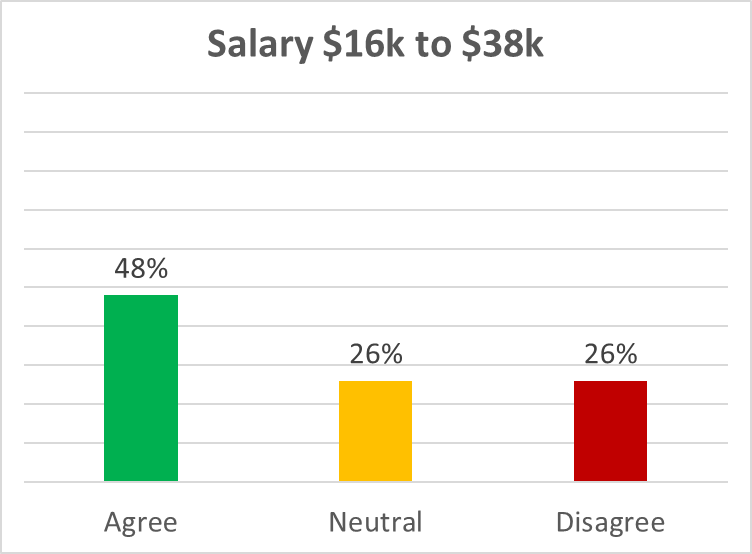 Salary $16k to $38k
48%
26%
26%
Agree
Neutral
Disagree